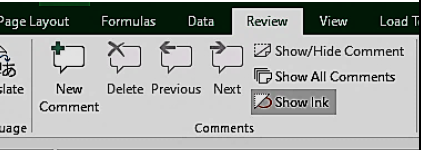 Page Layout Formulas Data Review View Load T
slate New Comment Delete Previous Next Show/Hide Comment
Show All Comments
Show Ink
uage Comments